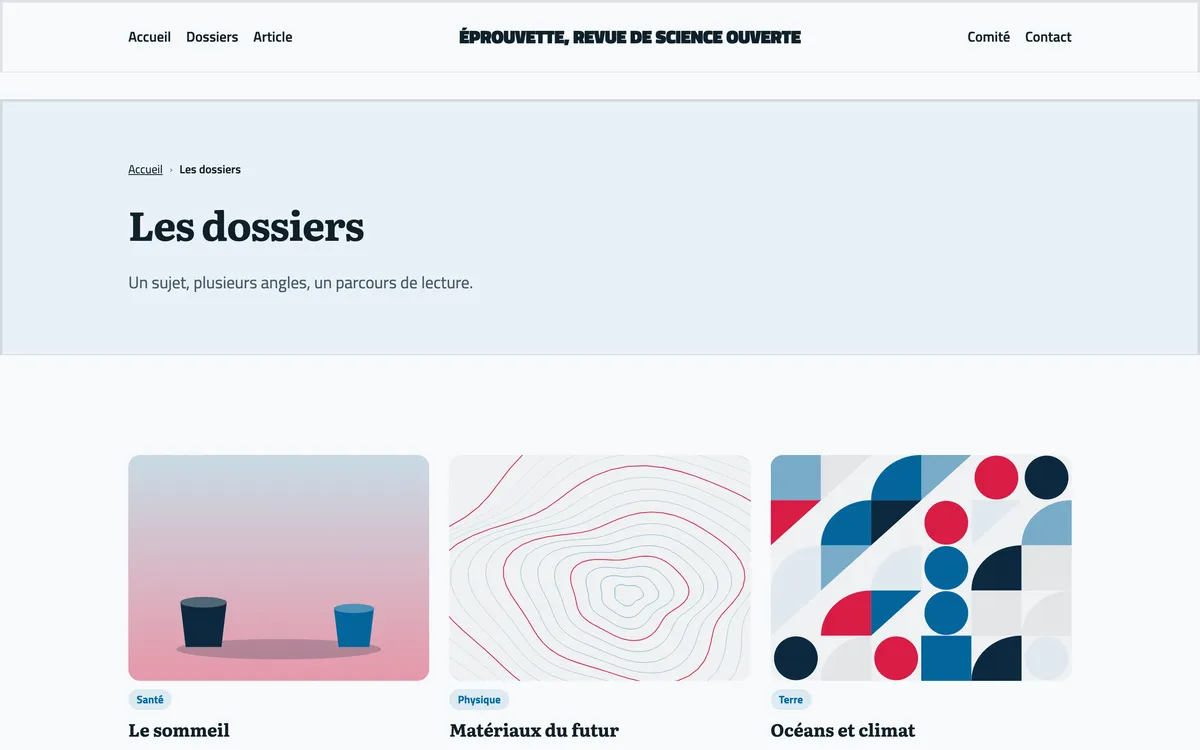 Accueil Dossiers Article
ÉPROUVETTE, REVUE DE SCIENCE OUVERTE
Comité Contact
Accueil › Les dossiers
Les dossiers
Un sujet, plusieurs angles, un parcours de lecture.
Santé
Le sommeil
Physique
Matériaux du futur
Terre
Océans et climat